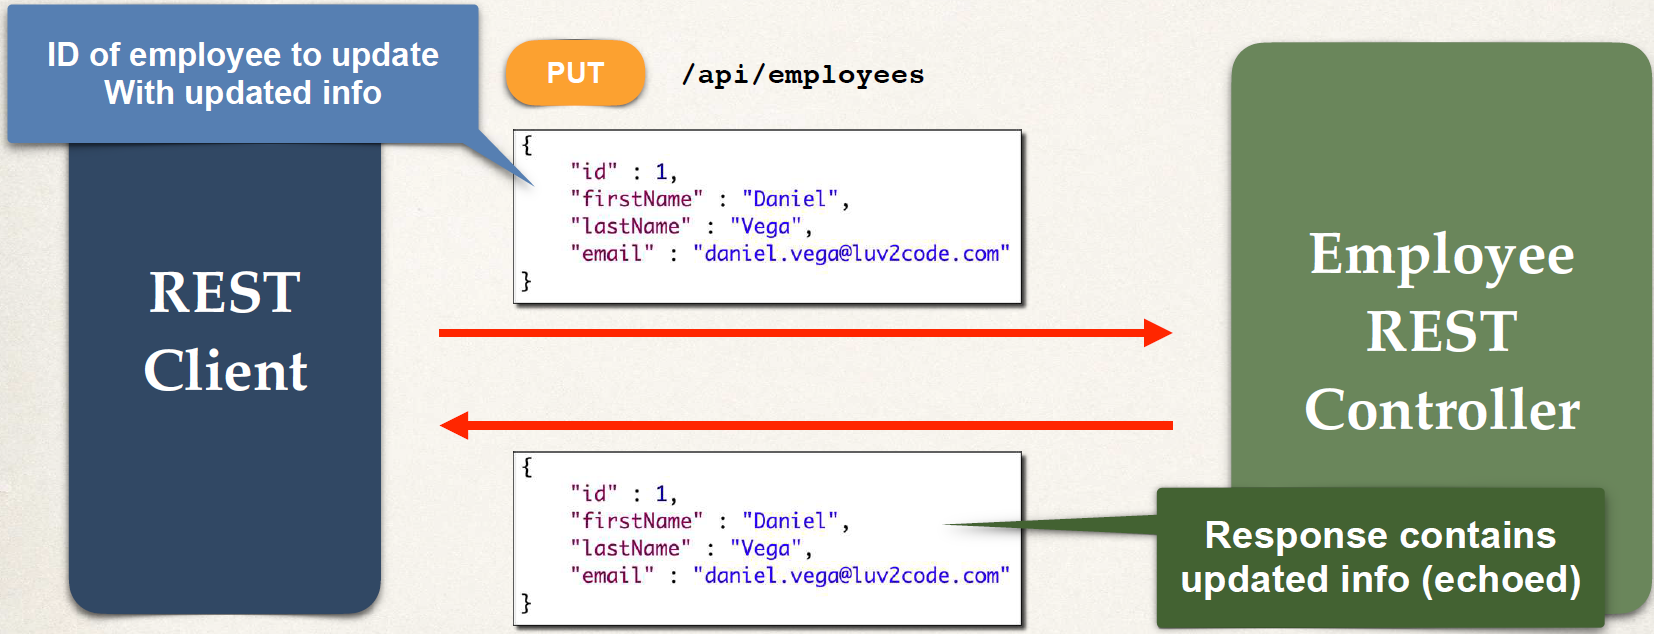 ID of employee to update
With updated info
PUT
/api/employees
{
"id" : 1,
"firstName" : "Daniel",
"lastName" : "Vega",
"email" : "daniel.vega@luv2code.com"
}
REST
Client
Employee
REST
Controller
{
"id" : 1,
"firstName" : "Daniel",
"lastName" : "Vega",
"email" : "daniel.vega@luv2code.com"
}
Response contains
updated info (echoed)